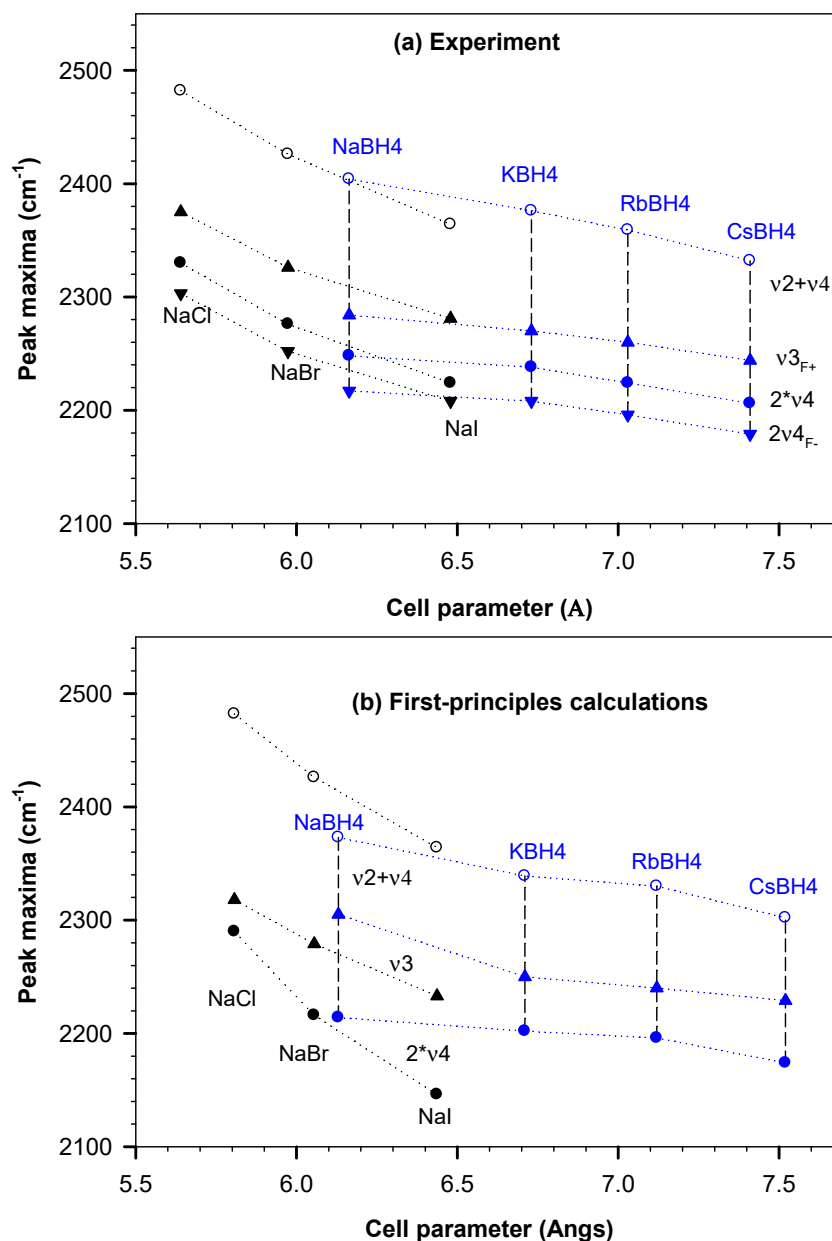 (a) Experiment
2500
2400
2300
2200
2100
Peak maxima (cm-1)
NaBH4
KBH4
RbBH4
CsBH4
ν2+ν4
NaCl
ν3F+
NaBr
2*ν4
NaI
2ν4F-
5.5 6.0 6.5 7.0 7.5
Cell parameter (A)
(b) First-principles calculations
2500
2400
2300
2200
2100
Peak maxima (cm-1)
NaBH4
KBH4
RbBH4
CsBH4
ν2+ν4
ν3
NaCl
NaBr
2*ν4
NaI
5.5 6.0 6.5 7.0 7.5
Cell parameter (Angs)